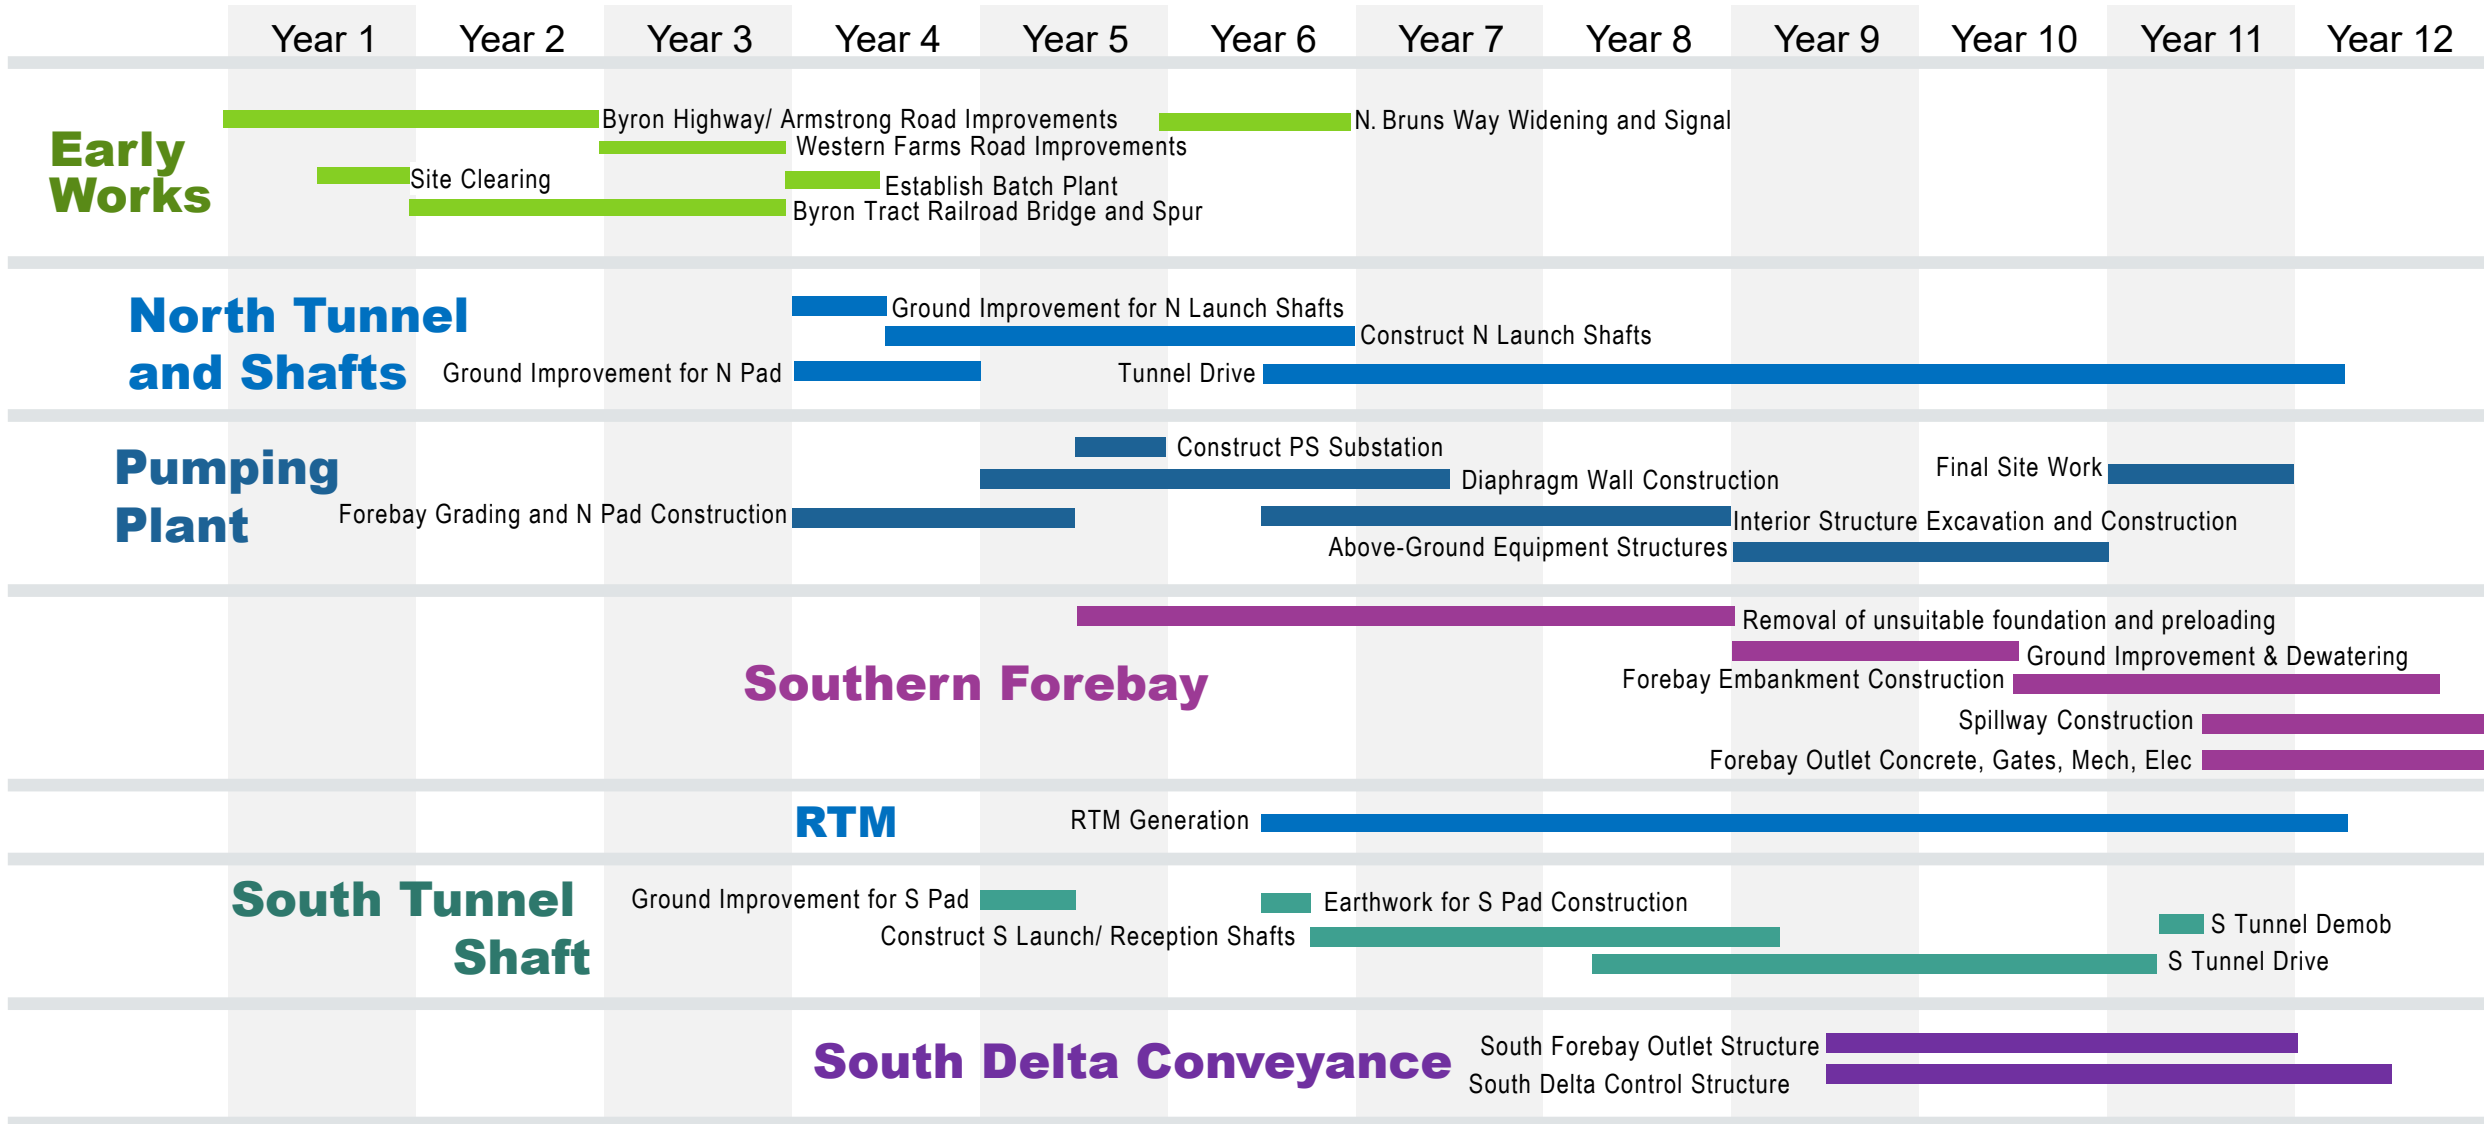 Year 1 Year 2 Year 3 Year 4 Year 5 Year 6 Year 7 Year 8 Year 9 Year 10 Year 11 Year 12
Early
Works
Byron Highway/ Armstrong Road Improvements
N. Bruns Way Widening and Signal
Western Farms Road Improvements
Site Clearing
Establish Batch Plant
Byron Tract Railroad Bridge and Spur
North Tunnel
and Shafts
Ground Improvement for N Launch Shafts
Construct N Launch Shafts
Ground Improvement for N Pad
Tunnel Drive
Pumping
Plant
Construct PS Substation
Final Site Work
Diaphragm Wall Construction
Forebay Grading and N Pad Construction
Interior Structure Excavation and Construction
Above-Ground Equipment Structures
Southern Forebay
Removal of unsuitable foundation and preloading
Ground Improvement & Dewatering
Forebay Embankment Construction
Spillway Construction
Forebay Outlet Concrete, Gates, Mech, Elec
RTM
RTM Generation
South Tunnel
Shaft
Ground Improvement for S Pad
Earthwork for S Pad Construction
Construct S Launch/ Reception Shafts
S Tunnel Demob
S Tunnel Drive
South Delta Conveyance
South Forebay Outlet Structure
South Delta Control Structure